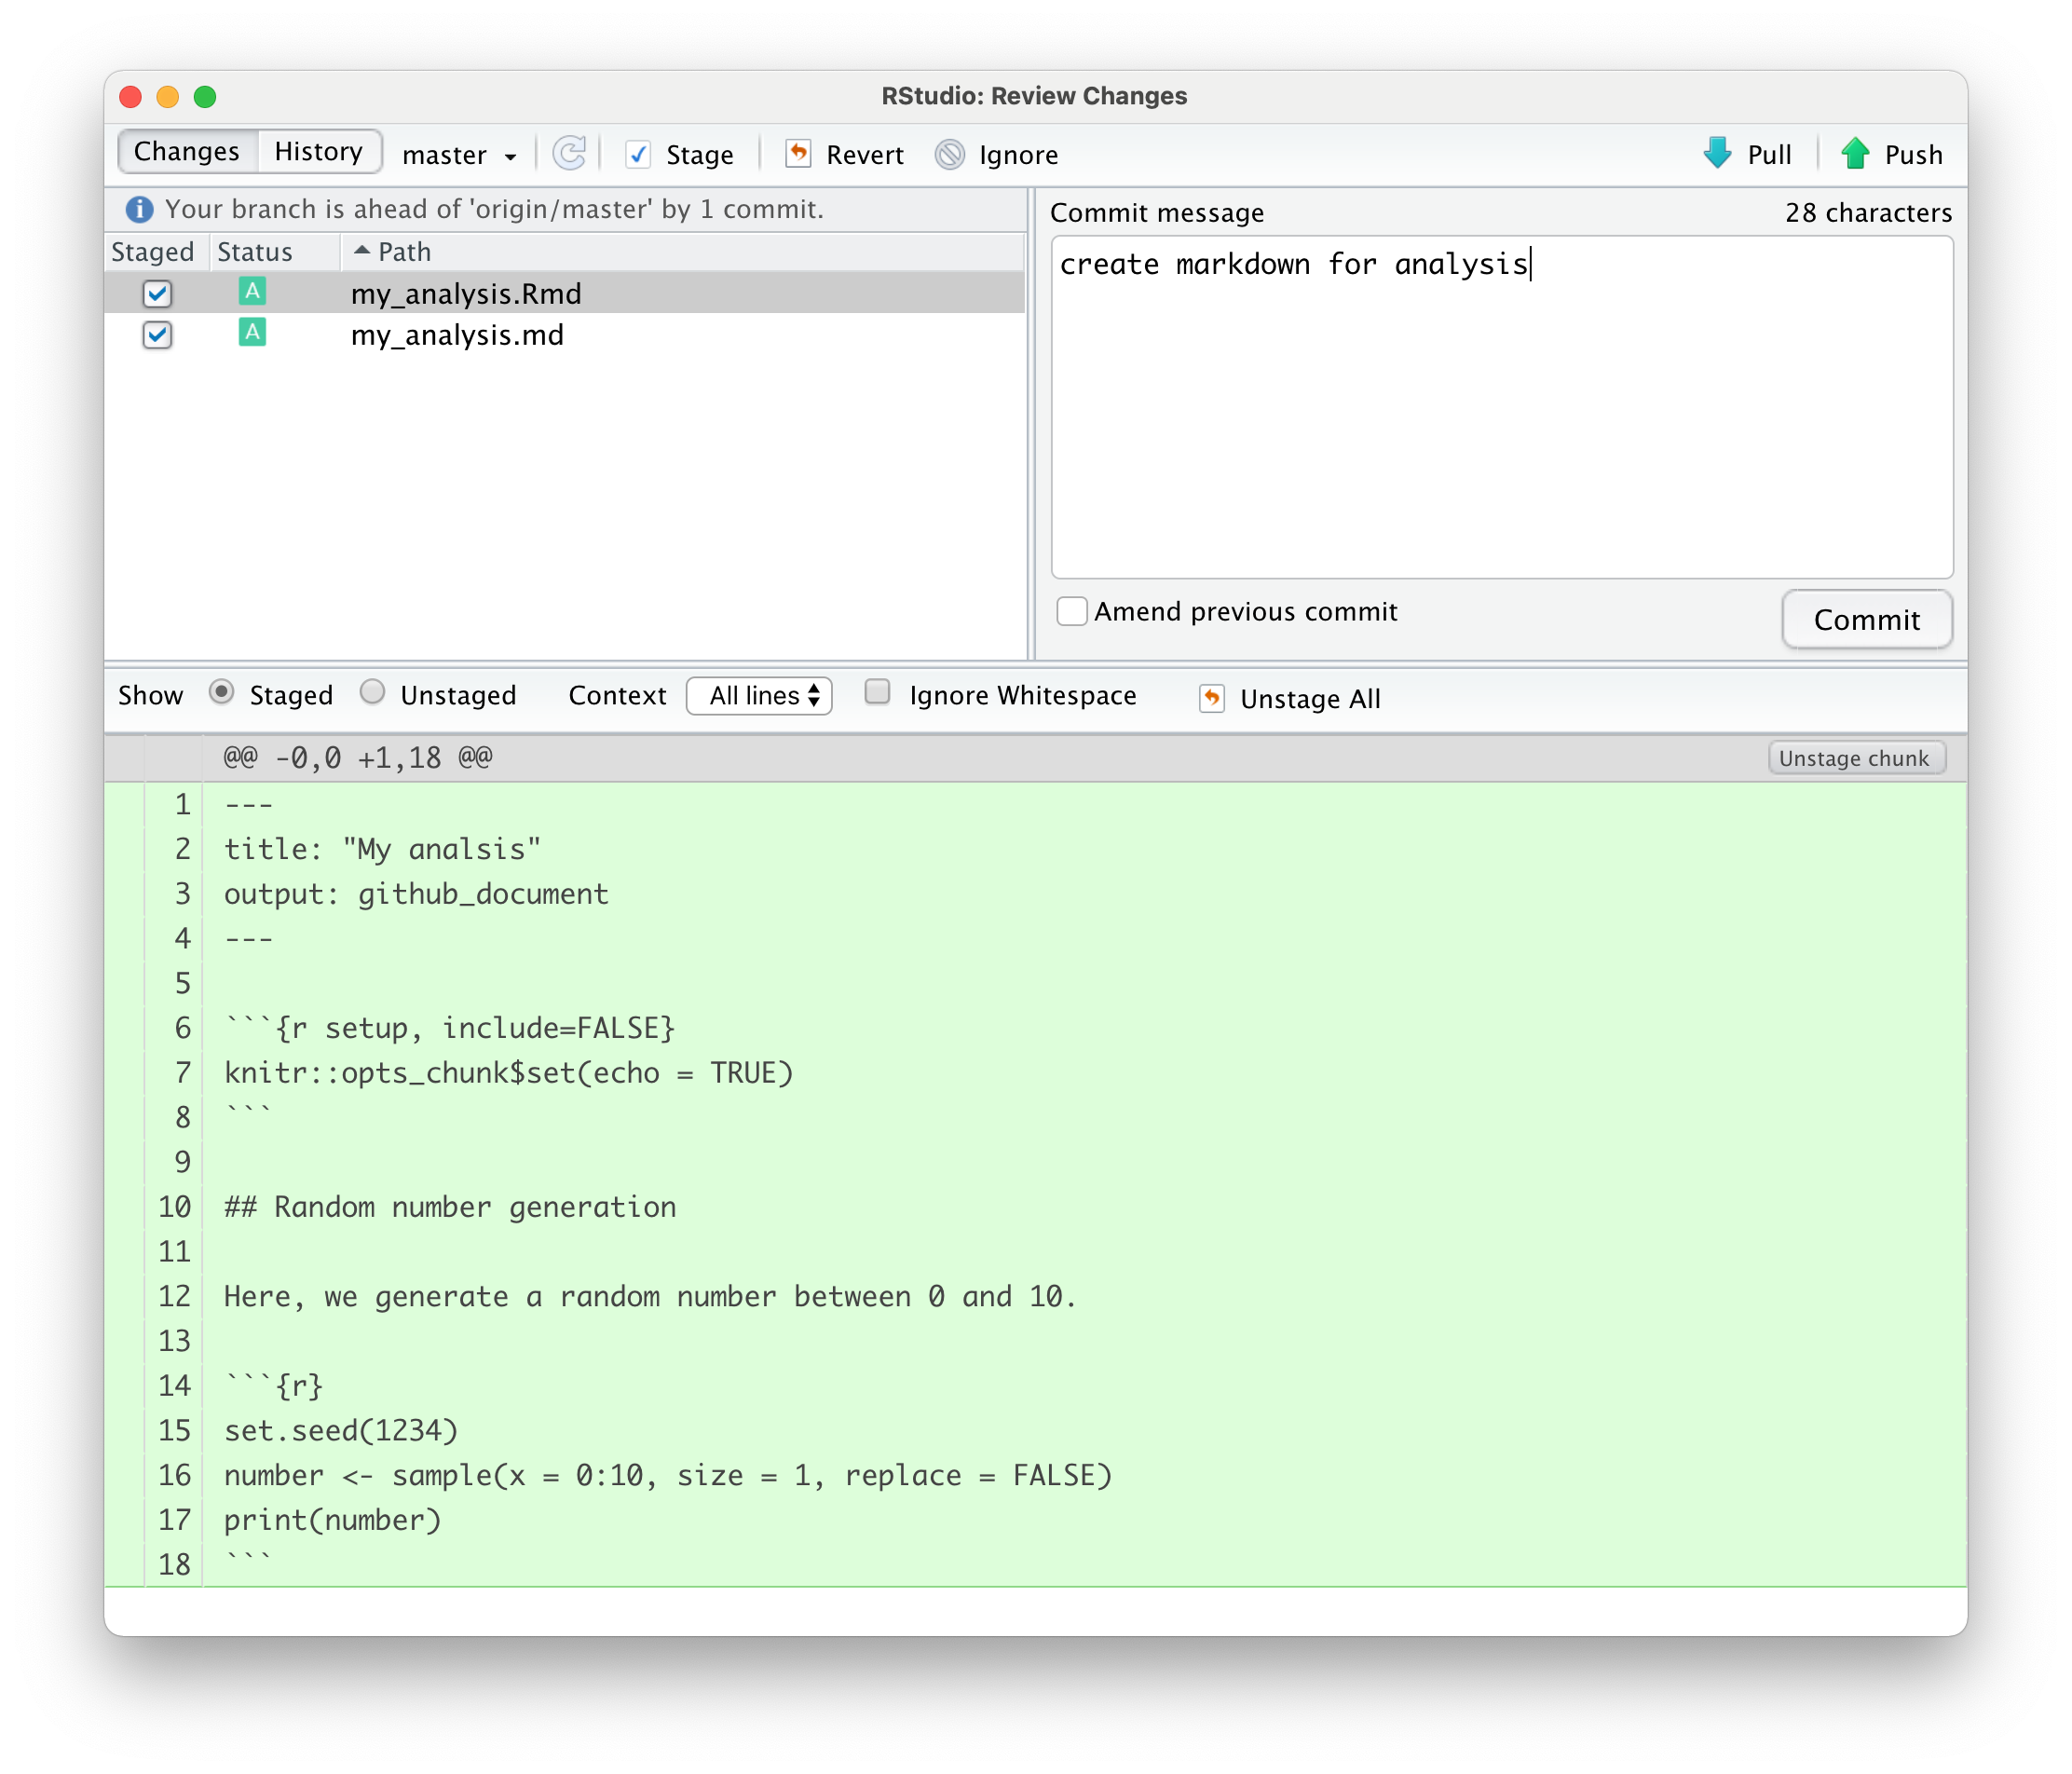 RStudio: Review Changes
Changes History master Stage Revert Ignore Pull Push
Your branch is ahead of 'origin/master' by 1 commit.
Staged Status Path
A my_analysis.Rmd
A my_analysis.md
Commit message 28 characters
create markdown for analysis
Amend previous commit Commit
Show Staged Unstaged Context All lines Ignore Whitespace Unstage All
@@ -0,0 +1,18 @@ Unstage chunk
1 ---
2 title: "My analsis"
3 output: github_document
4 ---
5
6 ```{r setup, include=FALSE}
7 knitr::opts_chunk$set(echo = TRUE)
8 ```
9
10 ## Random number generation
11
12 Here, we generate a random number between 0 and 10.
13
14 ```{r}
15 set.seed(1234)
16 number <- sample(x = 0:10, size = 1, replace = FALSE)
17 print(number)
18 ```